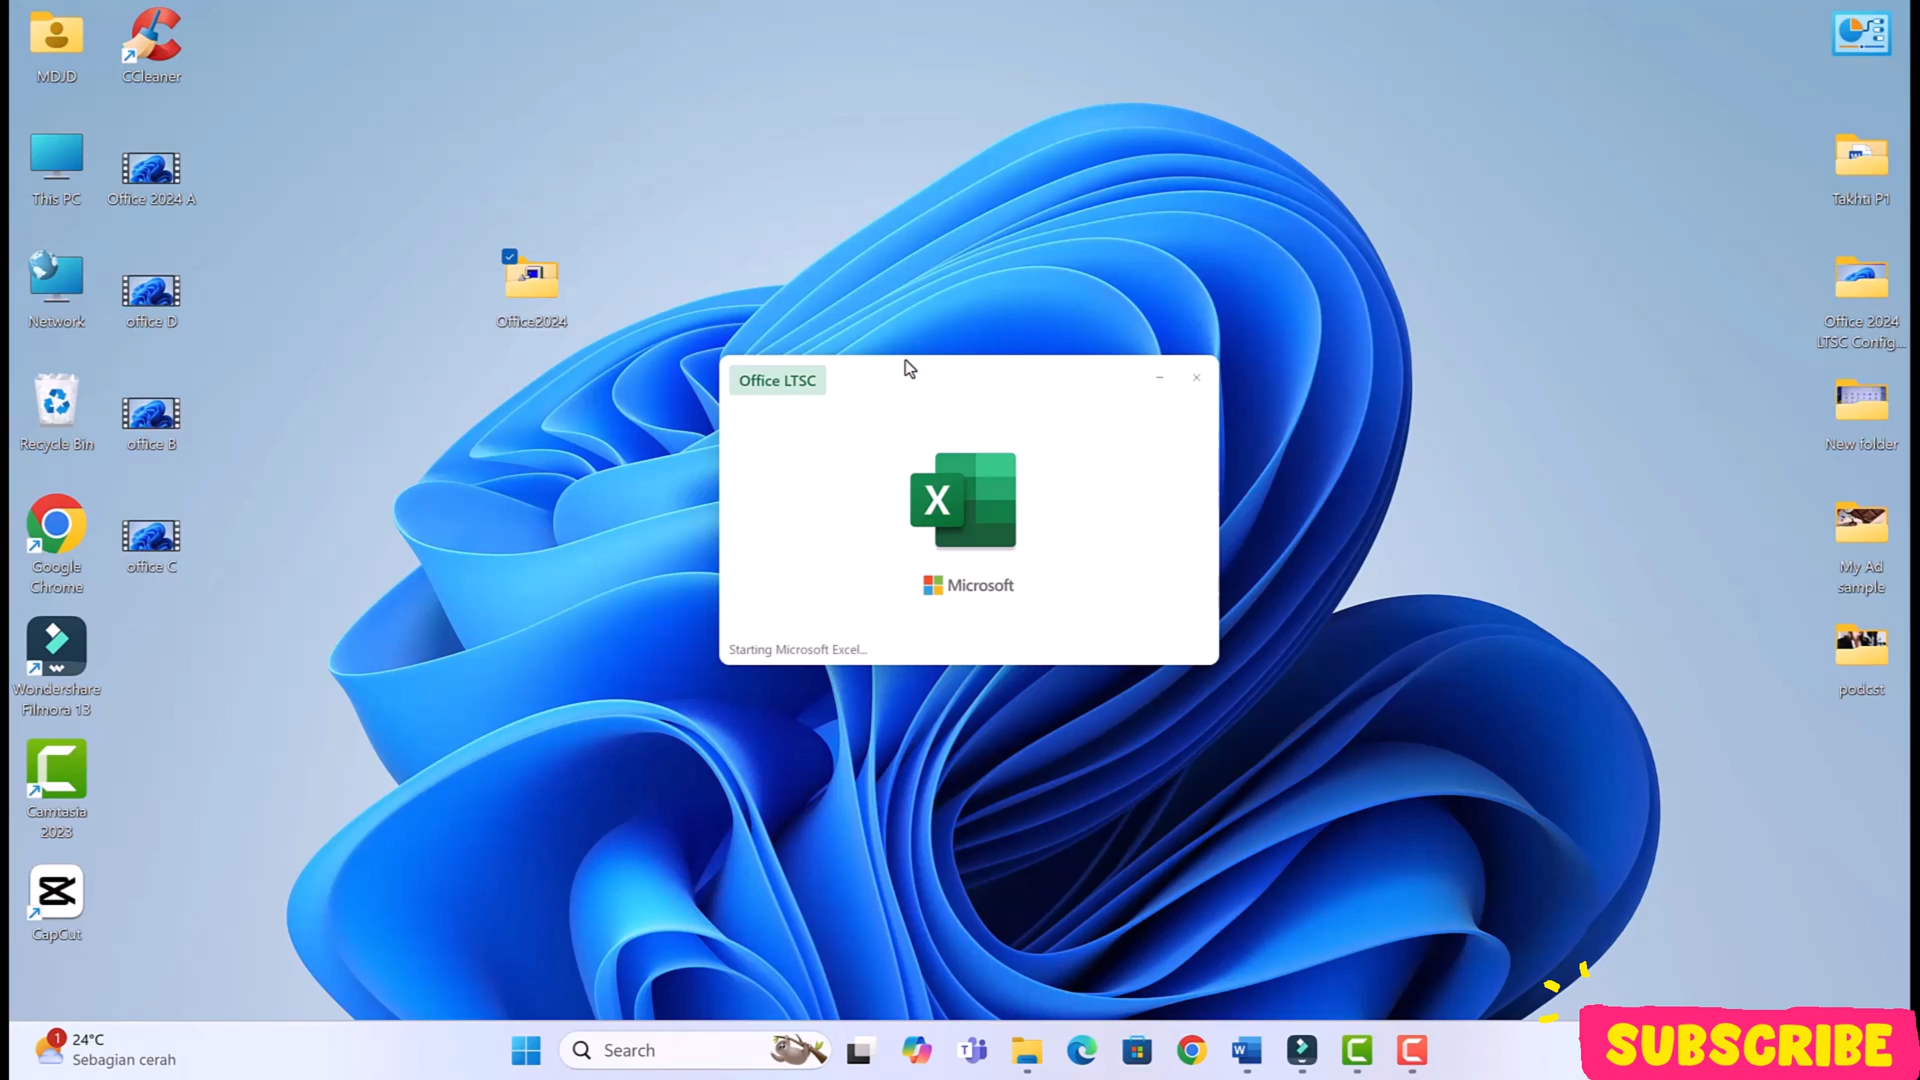 MDJD
CCleaner
This PC
Office 2024 A
Takhti P1
Network
office D
Office2024
Office 2024
LTSC Config...
Office LTSC
Recycle Bin
office B
New folder
X
Google
Chrome
office C
My Ad
sample
Microsoft
Starting Microsoft Excel...
Wondershare
Filmora 13
podcst
Camtasia
2023
CapCut
1
24°C
Sebagian cerah
Search
W
SUBSCRIBE